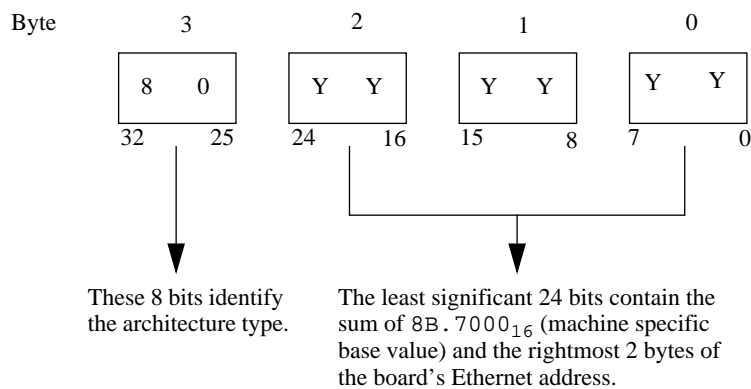 Byte 3 2 1 0
8 0 Y Y Y Y Y Y
32 25 24 16 15 8 7 0
These 8 bits identify
the architecture type.
The least significant 24 bits contain the
sum of 8B.7000₁₆ (machine specific
base value) and the rightmost 2 bytes of
the board's Ethernet address.